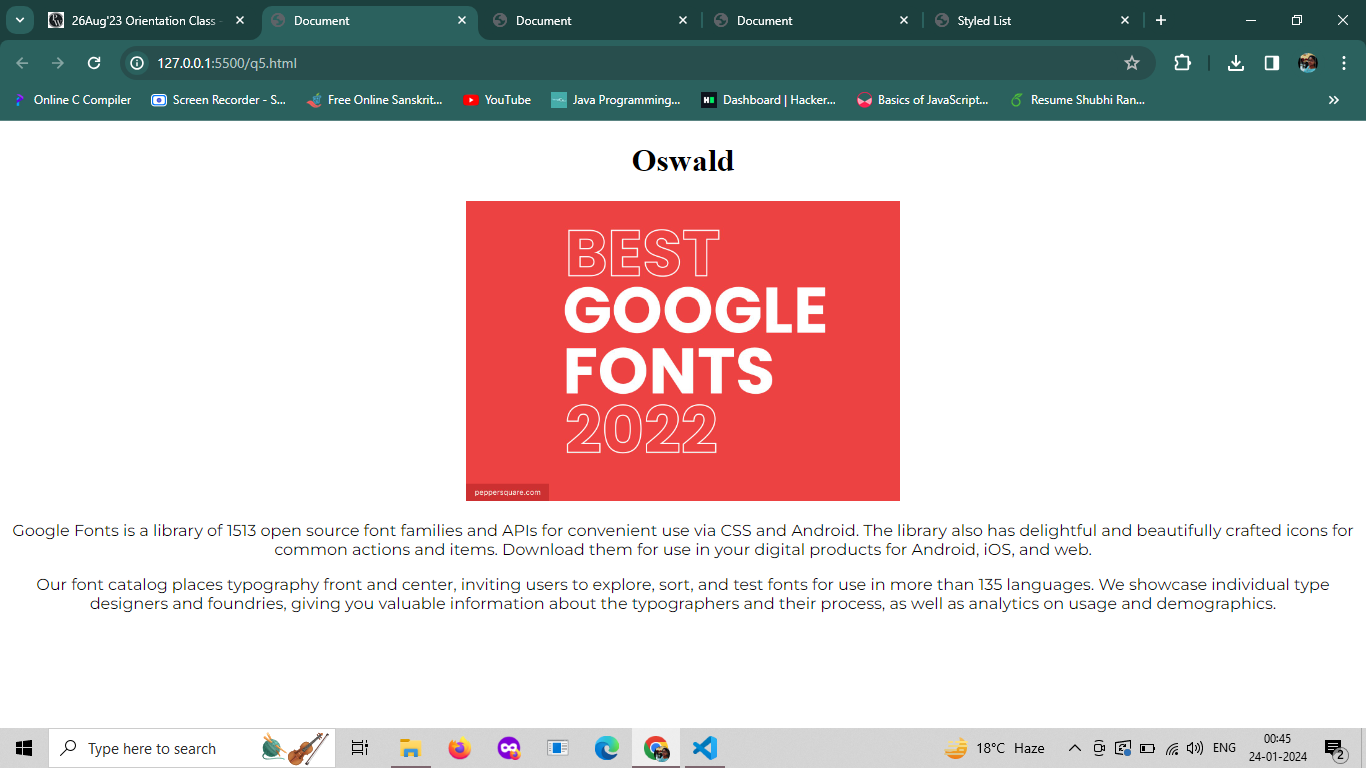 26Aug'23 Orientation Class -
Document
Document
Document
Styled List
127.0.0.1:5500/q5.html
Online C Compiler
Screen Recorder - S...
Free Online Sanskrit...
YouTube
Java Programming...
Dashboard | Hacker...
Basics of JavaScript...
Resume Shubhi Ran...
Oswald
BEST
GOOGLE
FONTS
2022
peppersquare.com
Google Fonts is a library of 1513 open source font families and APIs for convenient use via CSS and Android. The library also has delightful and beautifully crafted icons for
common actions and items. Download them for use in your digital products for Android, iOS, and web.
Our font catalog places typography front and center, inviting users to explore, sort, and test fonts for use in more than 135 languages. We showcase individual type
designers and foundries, giving you valuable information about the typographers and their process, as well as analytics on usage and demographics.
Type here to search
18°C Haze
ENG
00:45
24-01-2024
2